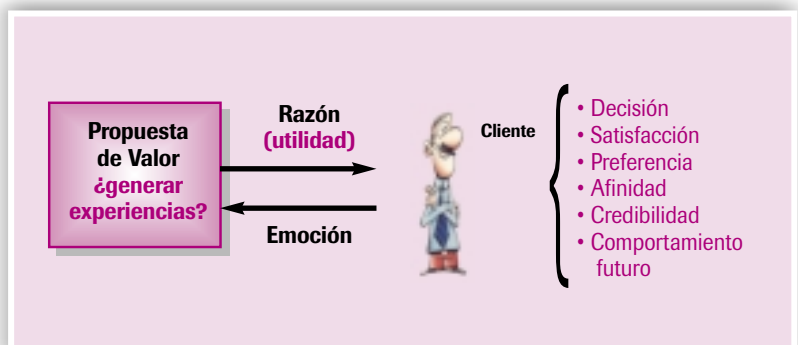 Propuesta
de Valor
¿generar
experiencias?
Razón
(utilidad)
Emoción
Cliente
• Decisión
• Satisfacción
• Preferencia
• Afinidad
• Credibilidad
• Comportamiento
futuro